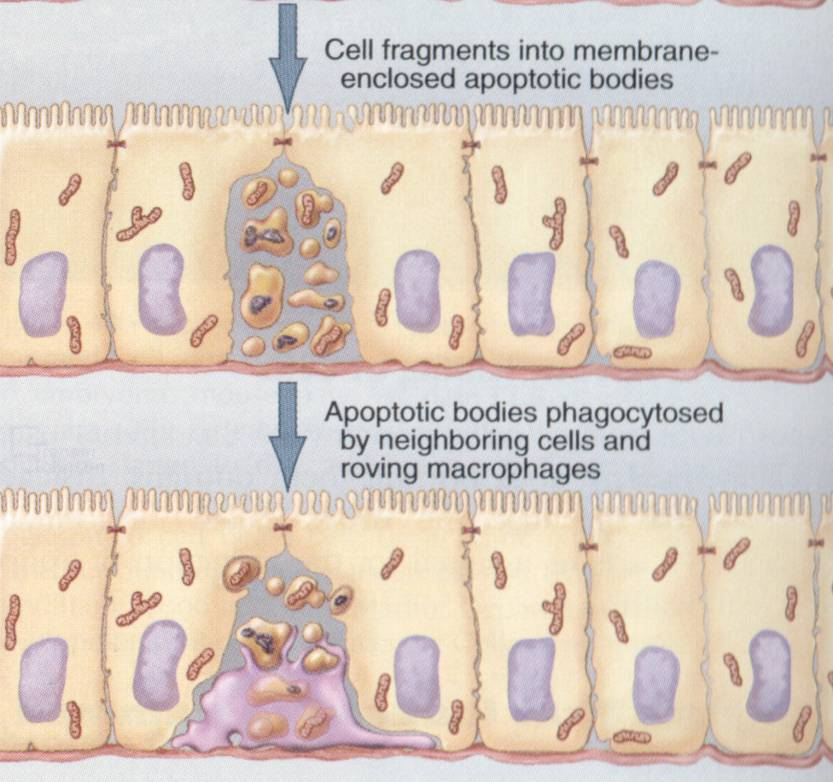 Cell fragments into membrane-
enclosed apoptotic bodies
Apoptotic bodies phagocytosed
by neighboring cells and
roving macrophages